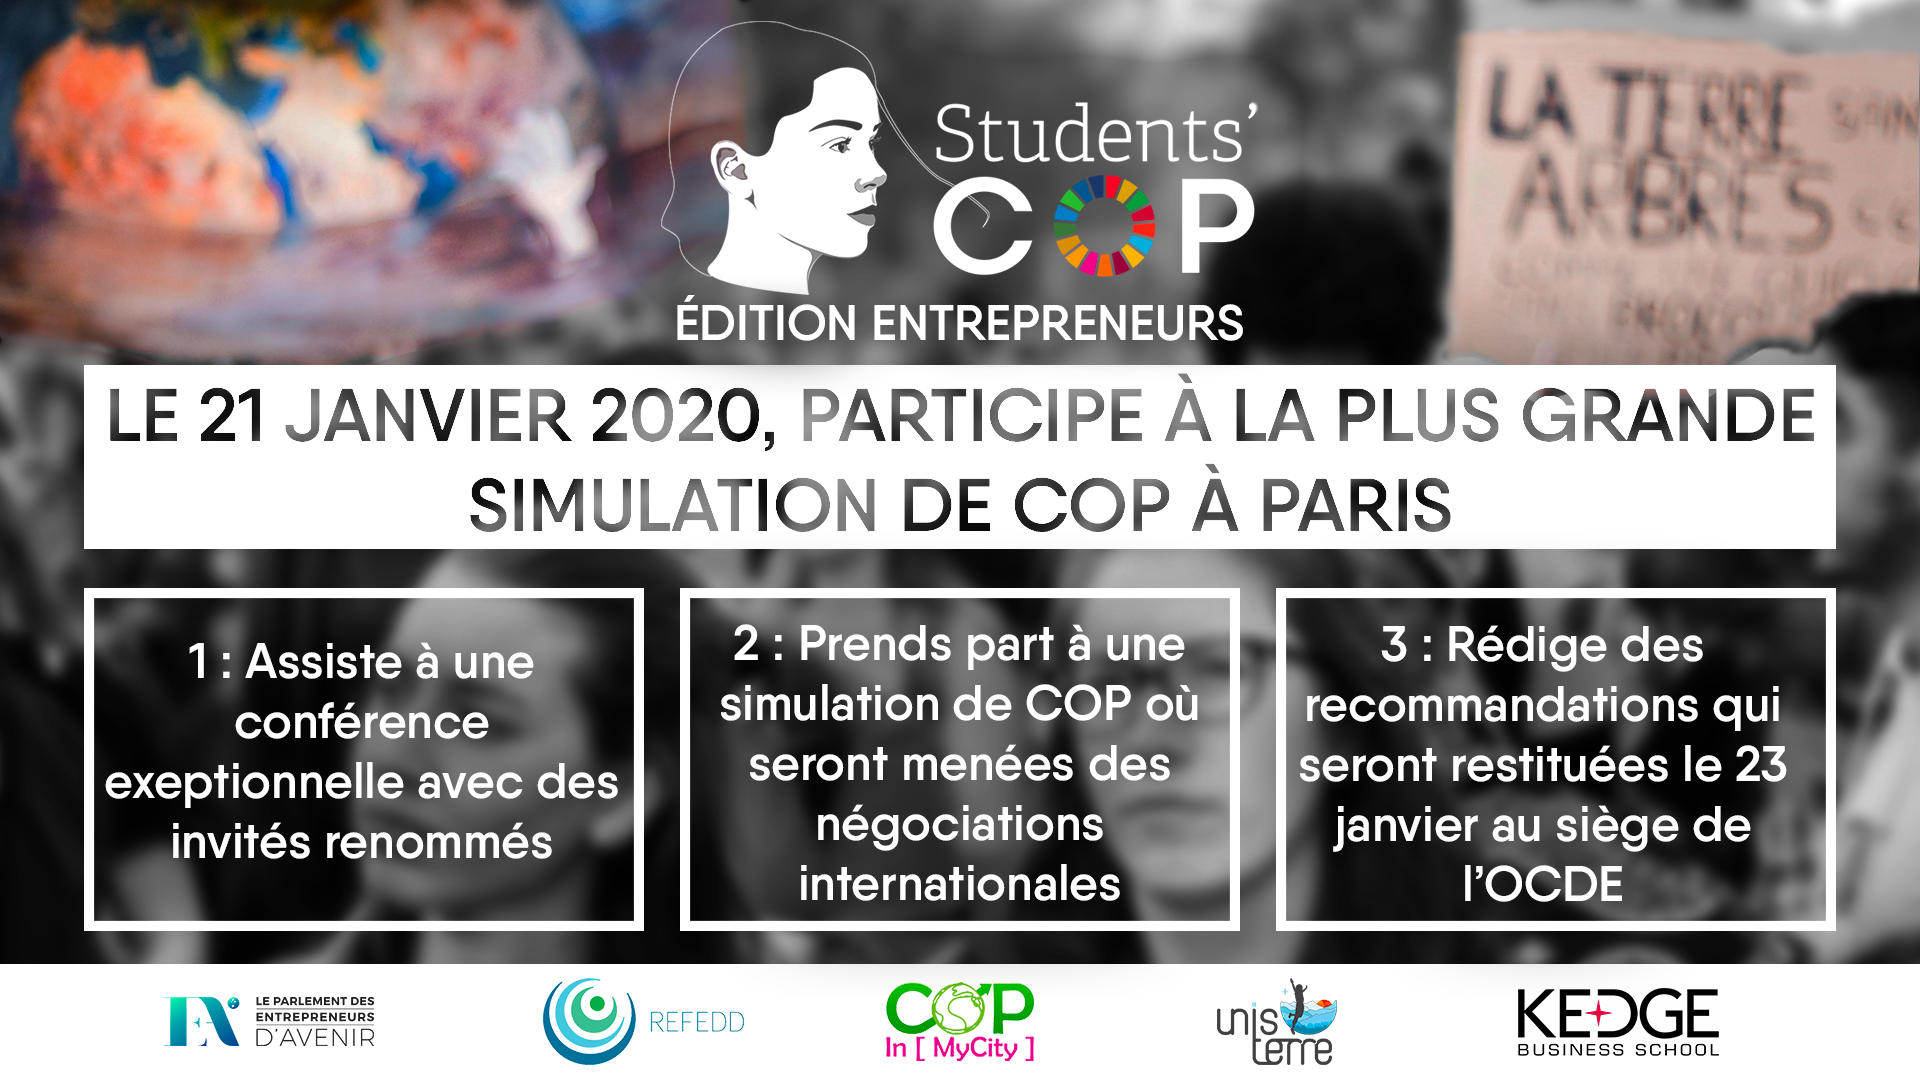 Students'
COP
ÉDITION ENTREPRENEURS
LA TERRE
ARBRES
LE 21 JANVIER 2020, PARTICIPE À LA PLUS GRANDE
SIMULATION DE COP À PARIS
1 : Assiste à une
conférence
exeptionnelle avec des
invités renommés
2 : Prends part à une
simulation de COP où
seront menées des
négociations
internationales
3 : Rédige des
recommandations qui
seront restituées le 23
janvier au siège de
l'OCDE
LE PARLEMENT DES
ENTREPRENEURS
D'AVENIR
REFEDD
COP
In [ MyCity ]
unis
terre
KEDGE
BUSINESS SCHOOL